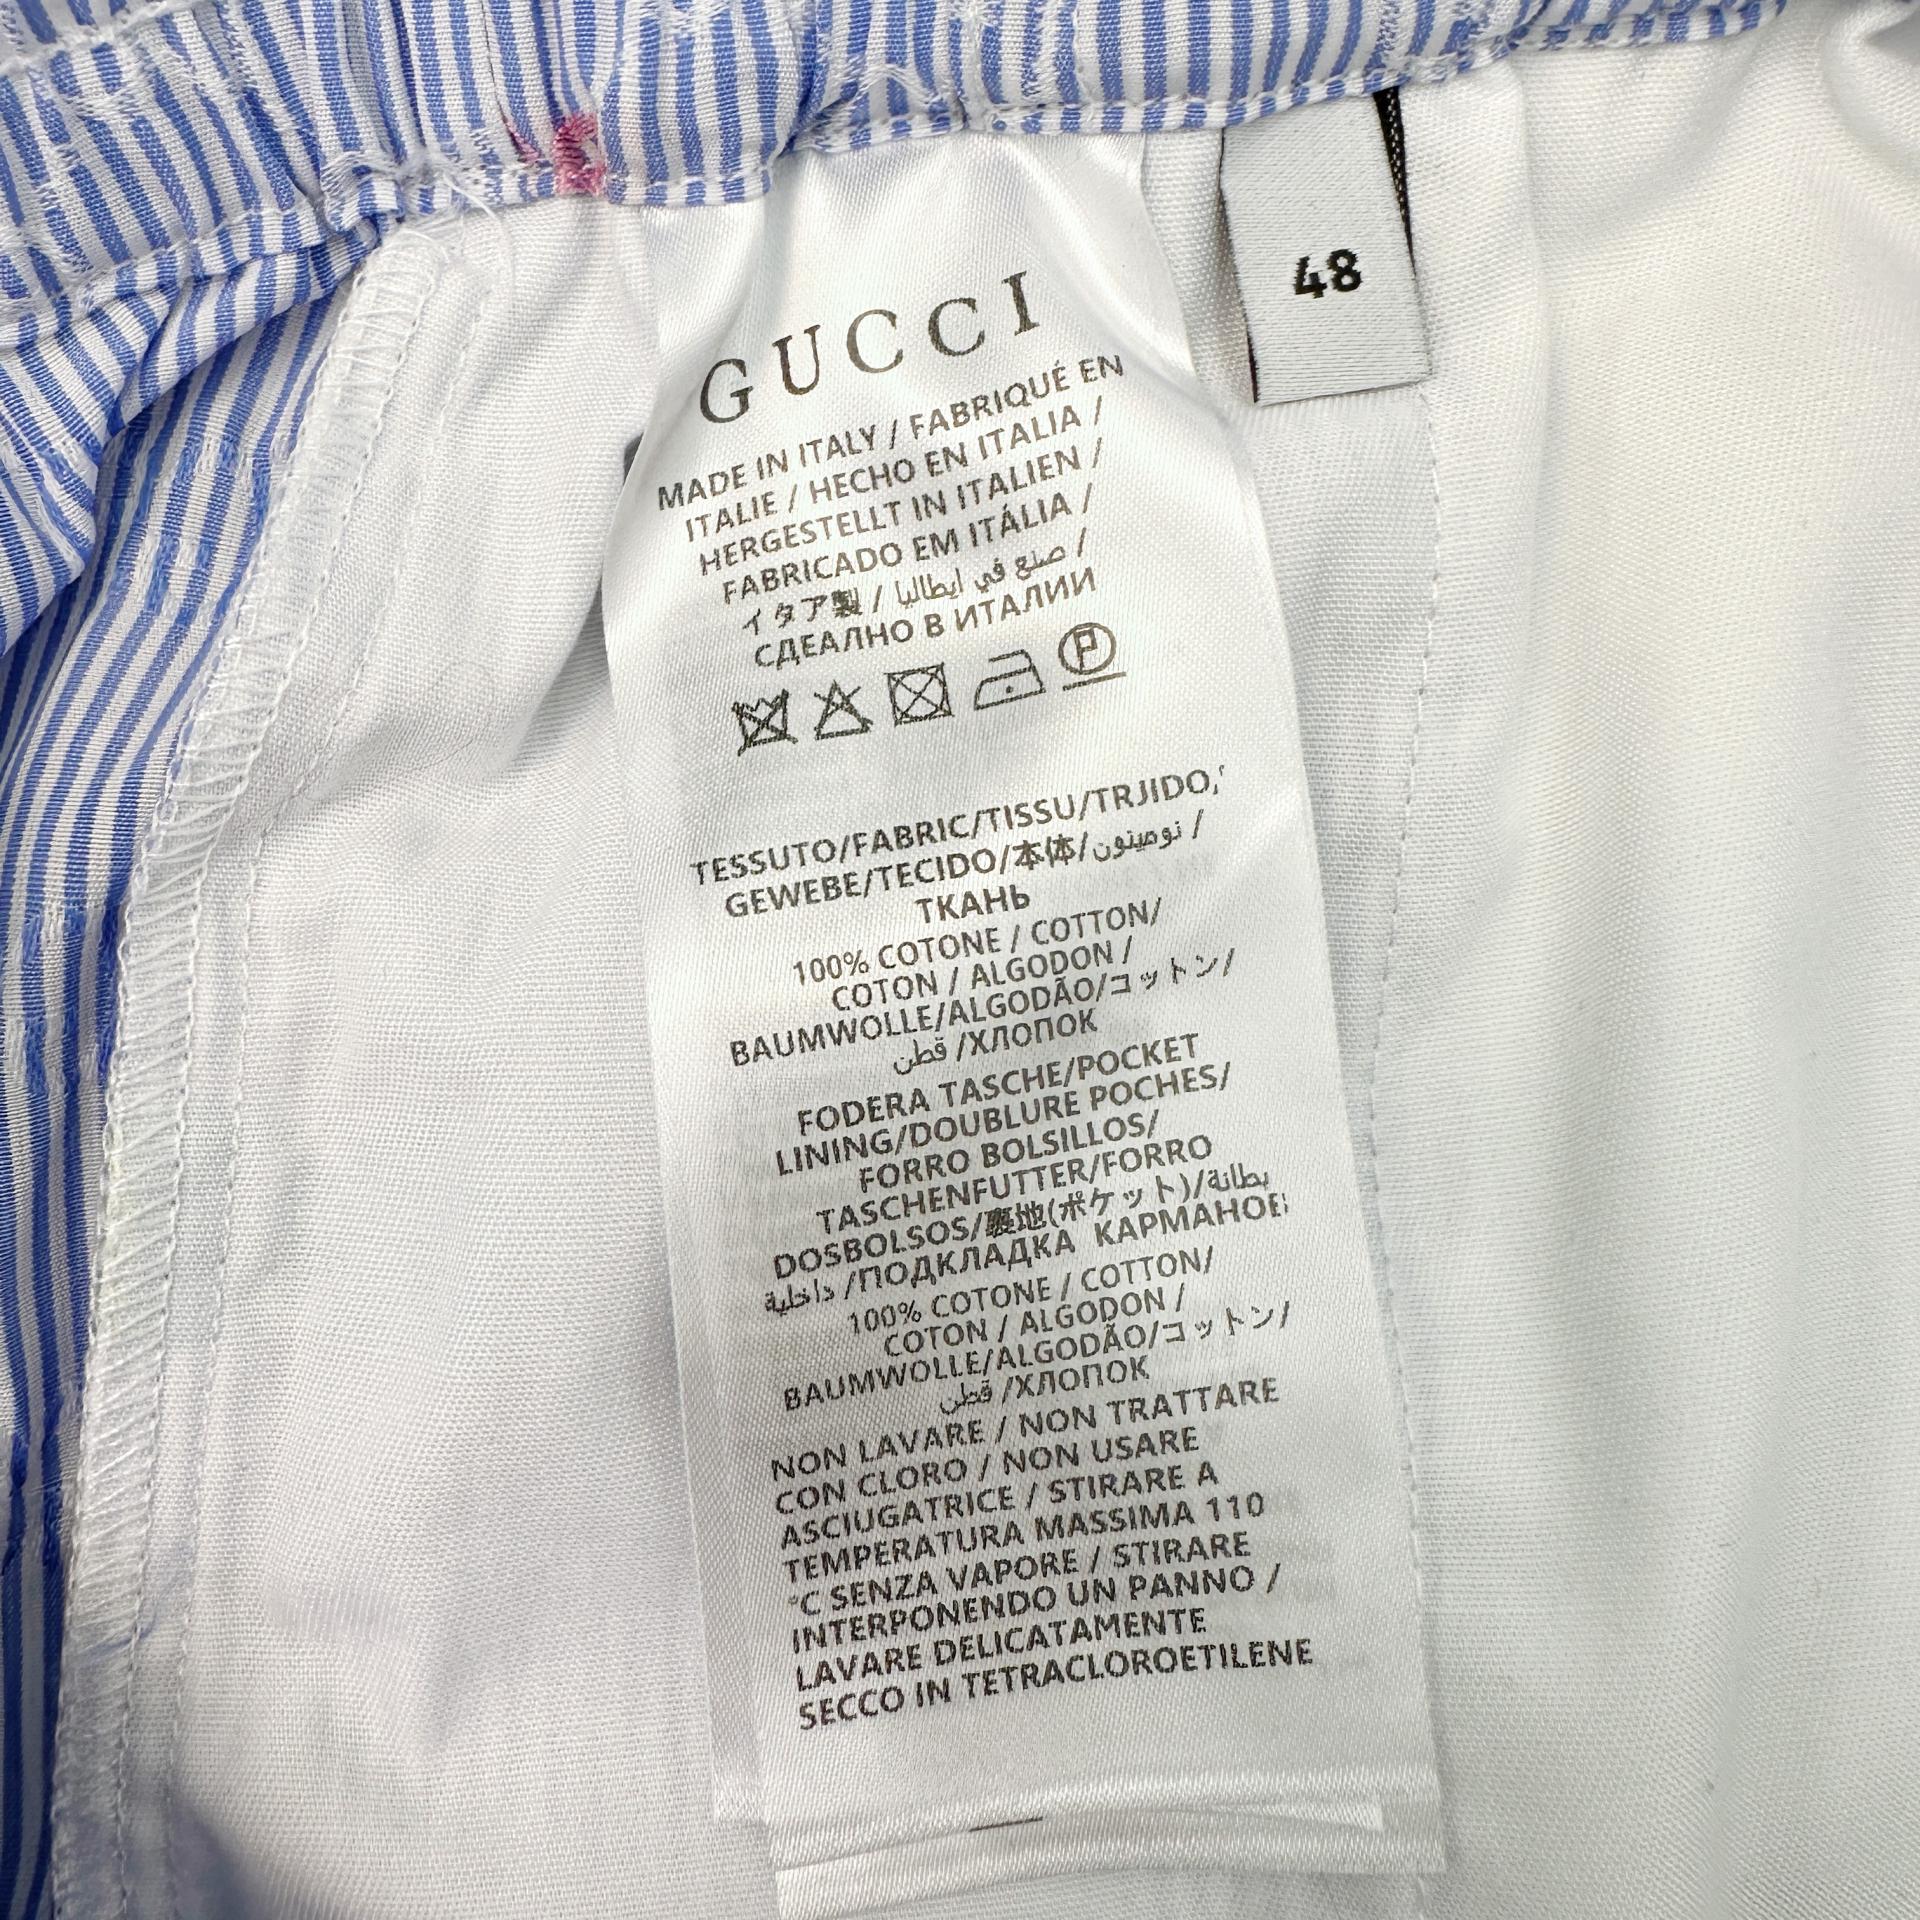 48
GUCCI
MADE IN ITALY / FABRIQUÉ EN
ITALIE / HECHO EN ITALIA /
HERGESTELLT IN ITALIEN /
FABRICADO EM ITÁLIA /
イタア製 / صنع في إيطاليا /
СДЕАЛНО В ИТАЛИИ
P
TESSUTO/FABRIC/TISSU/TRJIDO,
GEWEBE/TECIDO/本体/نومينون /
ТКАНЬ
100% COTONE / COTTON/
COTON / ALGODON /
BAUMWOLLE/ALGODÃO/コットン/
قطن /ХЛОПОК
FODERA TASCHE/POCKET
LINING/DOUBLURE POCHES/
FORRO BOLSILLOS/
TASCHENFUTTER/FORRO
DOSBOLSOS/裏地(ポケット)/بطانة
داخلية /ПОДКЛАДКА КАРМАНОВ
100% COTONE / COTTON/
COTON / ALGODON /
BAUMWOLLE/ALGODÃO/コットン/
قطن /ХЛОПОК
NON LAVARE / NON TRATTARE
CON CLORO / NON USARE
ASCIUGATRICE / STIRARE A
TEMPERATURA MASSIMA 110
°C SENZA VAPORE / STIRARE
INTERPONENDO UN PANNO /
LAVARE DELICATAMENTE
SECCO IN TETRACLOROETILENE